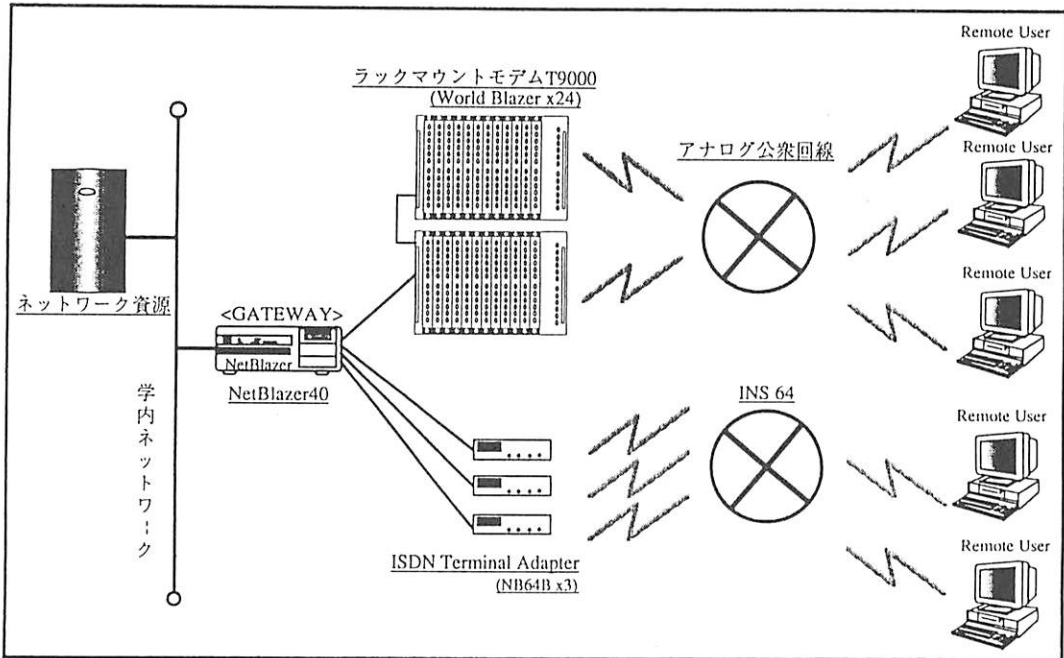 Remote User
ラックマウントモデムT9000
(World Blazer x24)
アナログ公衆回線
Remote User
Remote User
ネットワーク資源
<GATEWAY>
NetBlazer
NetBlazer40
学内ネットワーク
INS 64
ISDN Terminal Adapter
(NB64B x3)
Remote User
Remote User